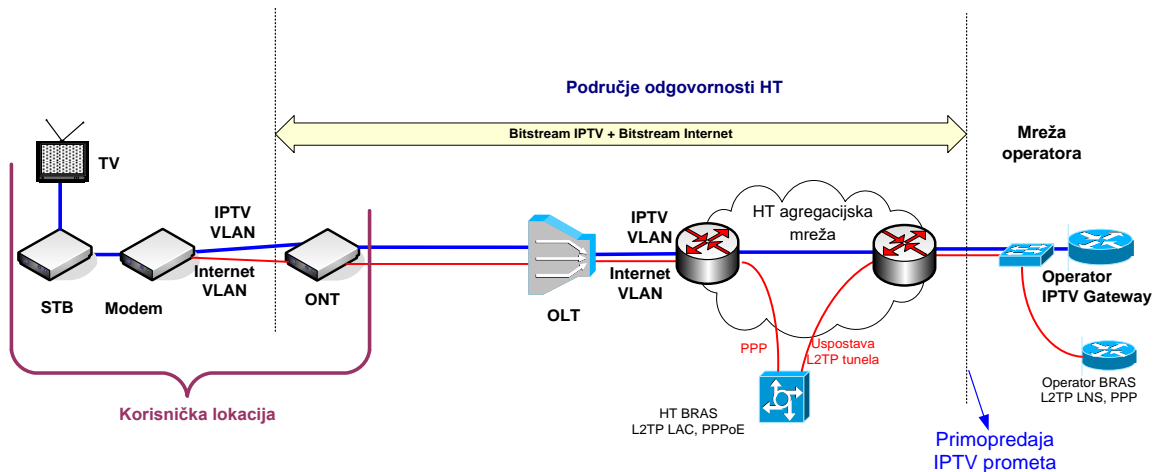 Područje odgovornosti HT
Bitstream IPTV + Bitstream Internet
Mreža
operatora
TV
IPTV
VLAN
Internet
VLAN
STB
Modem
ONT
OLT
IPTV
VLAN
Internet
VLAN
HT agregacijska
mreža
Operator
IPTV Gateway
PPP
Uspostava
L2TP tunela
HT BRAS
L2TP LAC, PPPoE
Operator BRAS
L2TP LNS, PPP
Korisnička lokacija
Primopredaja
IPTV prometa